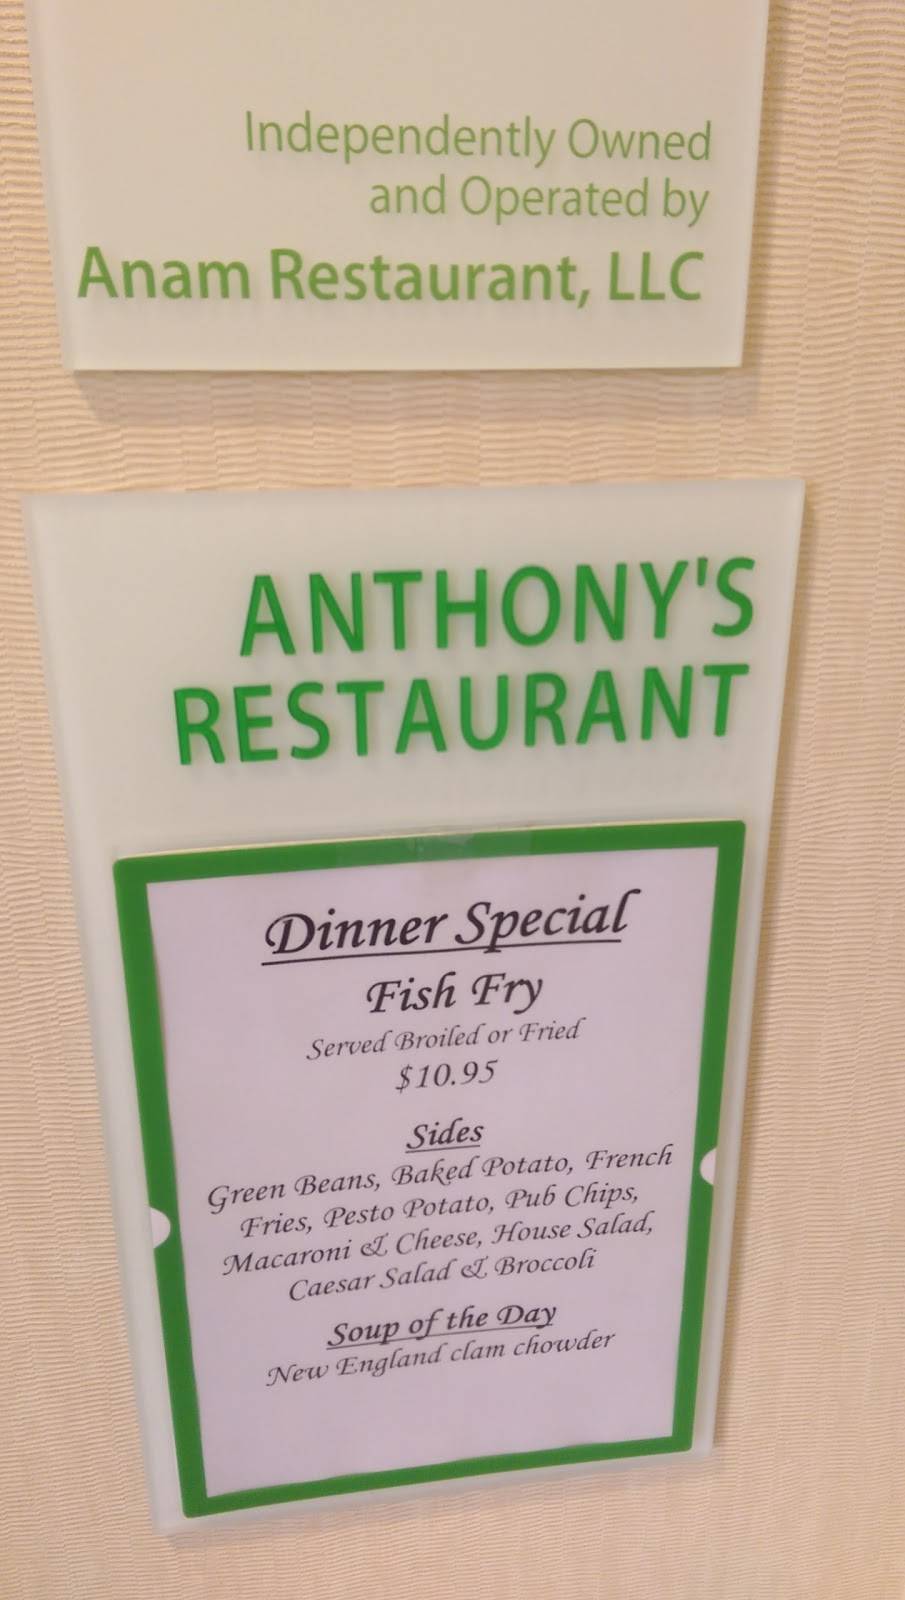 Independently Owned
and Operated by
Anam Restaurant, LLC
ANTHONY'S
RESTAURANT
Dinner Special
Fish Fry
Served Broiled or Fried
$10.95
Sides
Green Beans, Baked Potato, French
Fries, Pesto Potato, Pub Chips,
Macaroni & Cheese, House Salad,
Caesar Salad & Broccoli
Soup of the Day
New England clam chowder